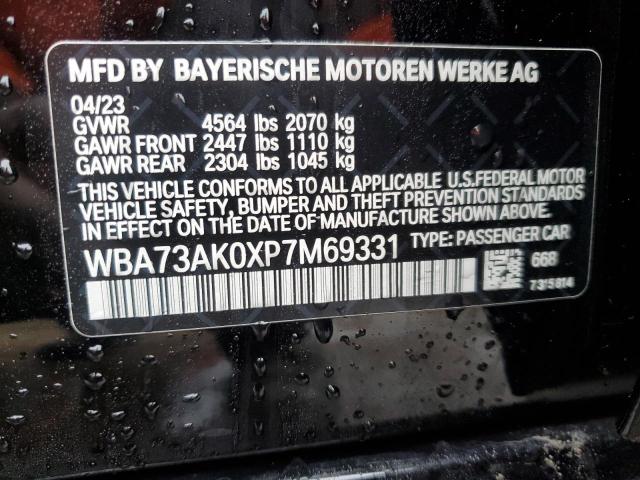 MFD BY BAYERISCHE MOTOREN WERKE AG
04/23
GVWR 4564 lbs 2070 kg
GAWR FRONT 2447 lbs 1110 kg
GAWR REAR 2304 lbs 1045 kg
THIS VEHICLE CONFORMS TO ALL APPLICABLE U.S.FEDERAL MOTOR
VEHICLE SAFETY, BUMPER AND THEFT PREVENTION STANDARDS
IN EFFECT ON THE DATE OF MANUFACTURE SHOWN ABOVE.
WBA73AK0XP7M69331 TYPE: PASSENGER CAR
668
7315814